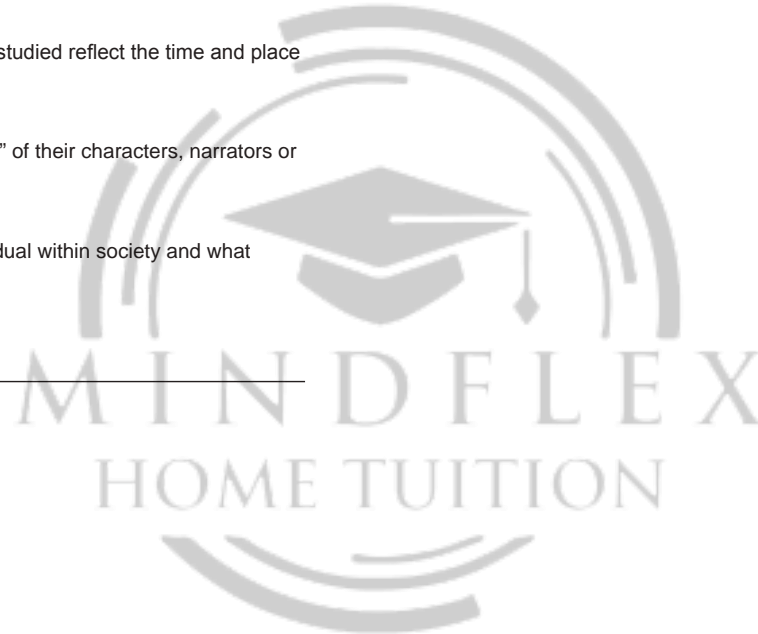 studied reflect the time and place
” of their characters, narrators or
dual within society and what
MINDFLEX
HOME TUITION